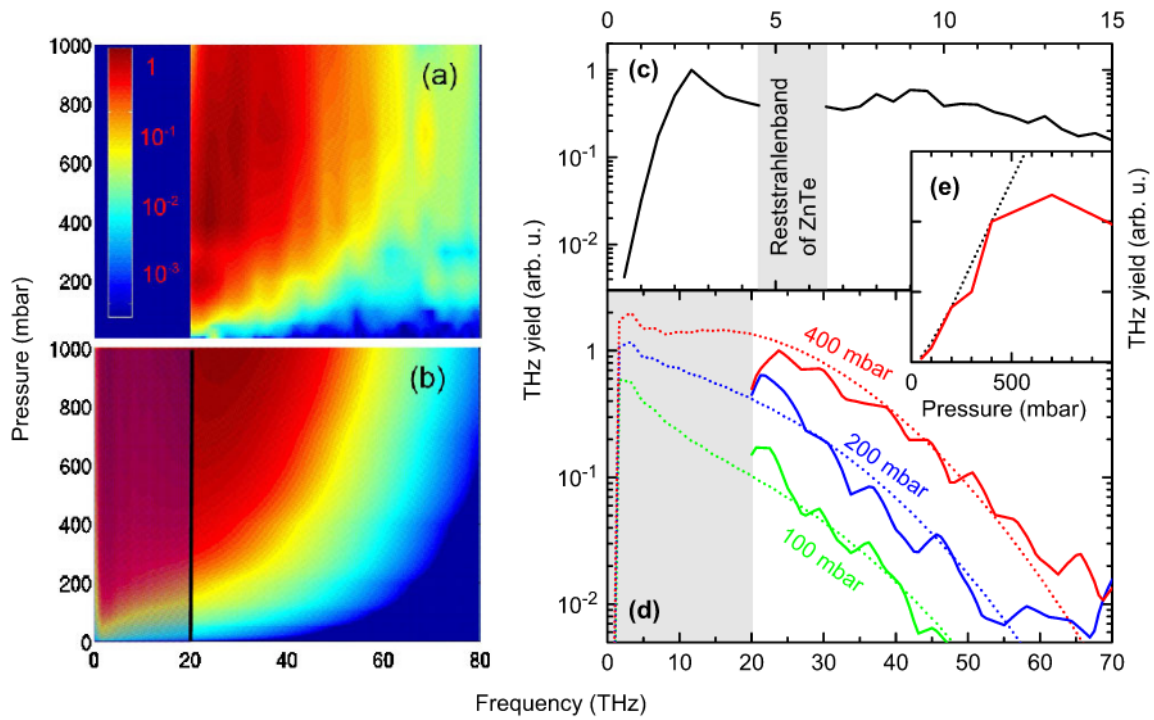 0 5 10 15
1000
800
600
400
200
(a)
1
10-1
10-2
10-3
(c)
1
10-1
10-2
Reststrahlenband
of ZnTe
(e)
0 500
Pressure (mbar)
THz yield (arb. u.)
THz yield (arb. u.)
Pressure (mbar)
1000
800
600
400
200
0
(b)
0 20 40 60 80
1
10-1
10-2
400 mbar
200 mbar
100 mbar
(d)
0 10 20 30 40 50 60 70
Frequency (THz)